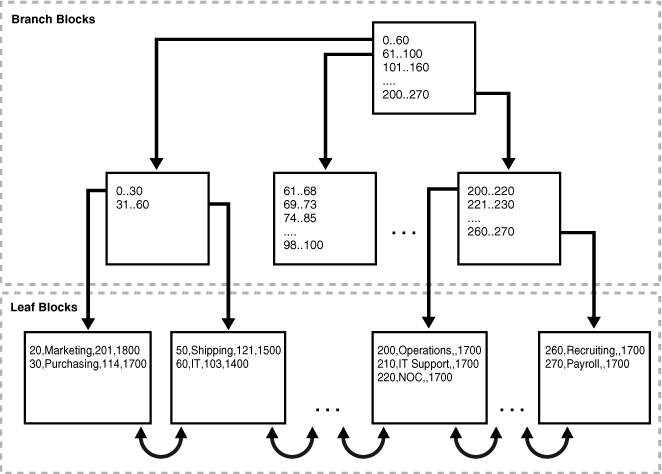 Branch Blocks
0..60
61..100
101..160
....
200..270
0..30
31..60
61..68
69..73
74..85
....
98..100
...
200..220
221..230
....
260..270
Leaf Blocks
20,Marketing,201,1800
30,Purchasing,114,1700
50,Shipping,121,1500
60,IT,103,1400
...
200,Operations,,1700
210,IT Support,,1700
220,NOC,,1700
...
260,Recruiting,,1700
270,Payroll,,1700